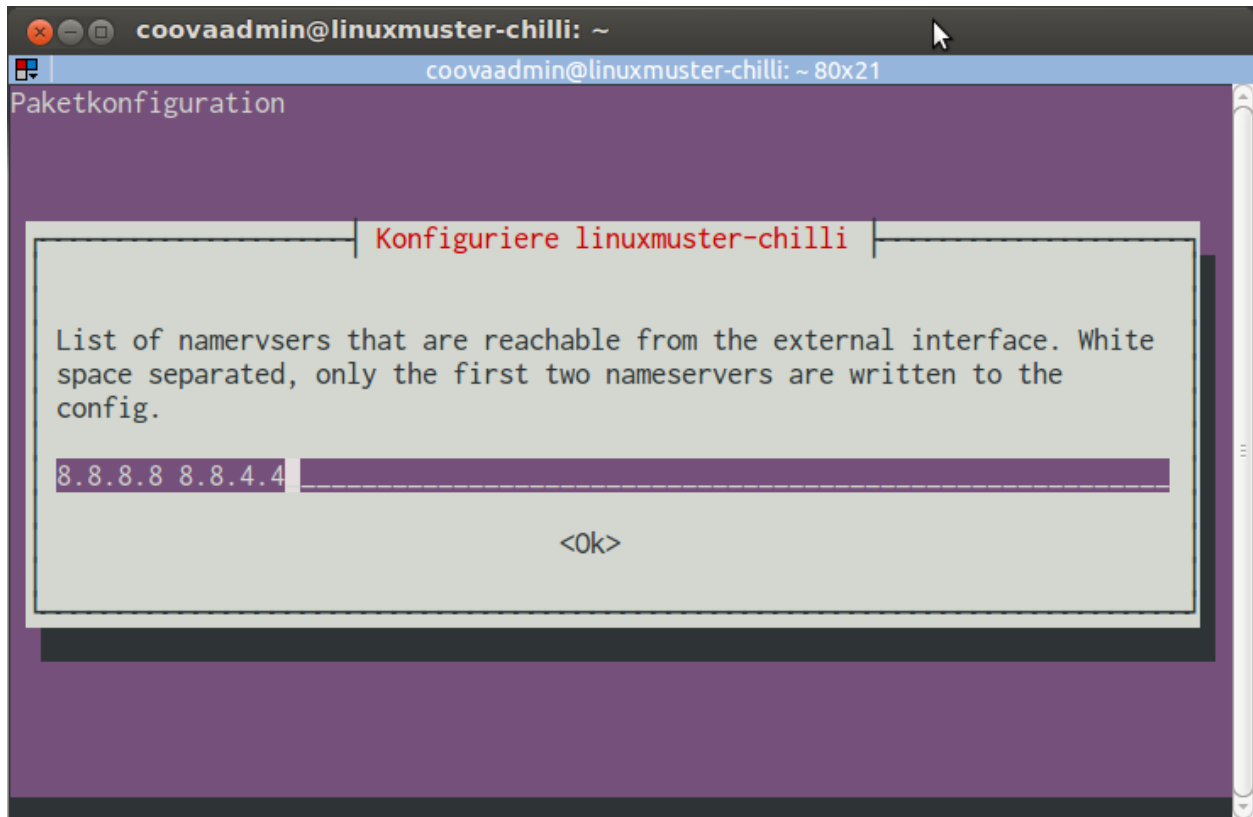 coovaadmin@linuxmuster-chilli: ~
coovaadmin@linuxmuster-chilli: ~ 80x21
Paketkonfiguration
Konfiguriere linuxmuster-chilli
List of namervsers that are reachable from the external interface. White
space separated, only the first two nameservers are written to the
config.
8.8.8.8 8.8.4.4
<Ok>